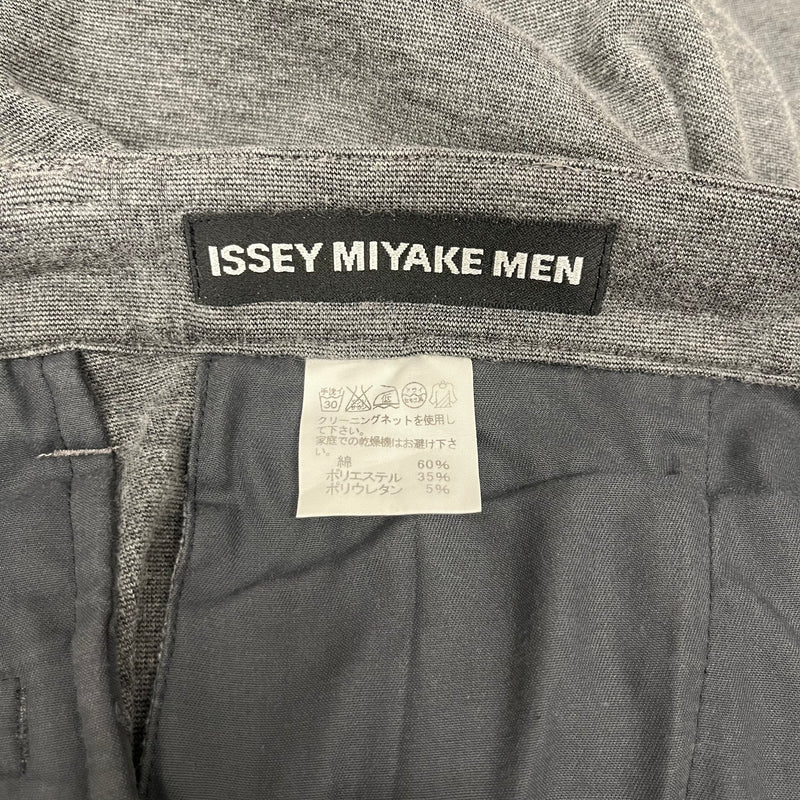 ISSEY MIYAKE MEN
手洗イ
30
クリーニングネットを使用し
て下さい。
家庭での乾燥機はお避け下さ
い。
綿 60%
ポリエステル 35%
ポリウレタン 5%